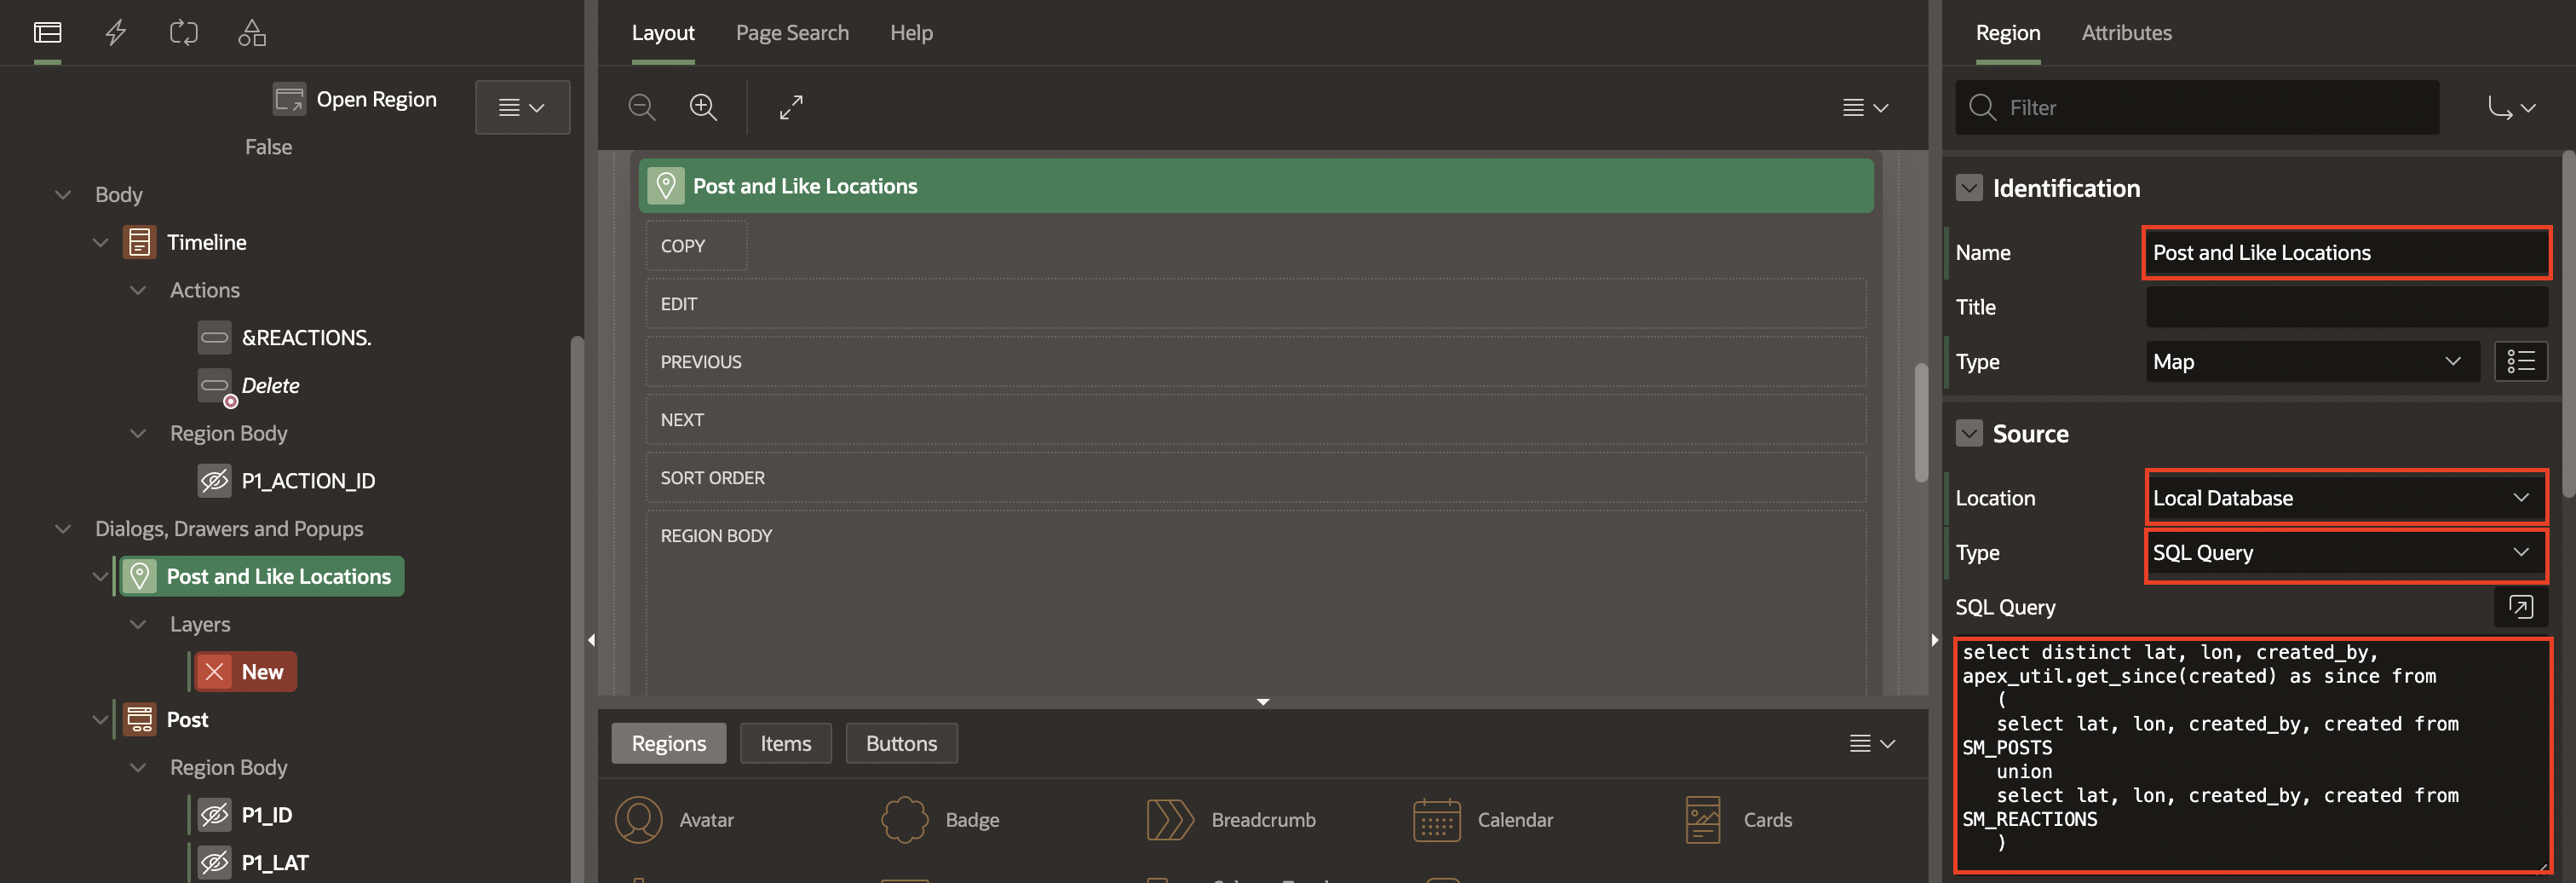 Open Region
False
Body
Timeline
Actions
&REACTIONS.
Delete
Region Body
P1_ACTION_ID
Dialogs, Drawers and Popups
Post and Like Locations
Layers
New
Post
Region Body
P1_ID
P1_LAT
Layout
Page Search
Help
Post and Like Locations
COPY
EDIT
PREVIOUS
NEXT
SORT ORDER
REGION BODY
Regions
Items
Buttons
Avatar
Badge
Breadcrumb
Calendar
Cards
Region
Attributes
Filter
Identification
Name
Post and Like Locations
Title
Type
Map
Source
Location
Local Database
Type
SQL Query
SQL Query
select distinct lat, lon, created_by,
apex_util.get_since(created) as since from
(
select lat, lon, created_by, created from
SM_POSTS
union
select lat, lon, created_by, created from
SM_REACTIONS
)